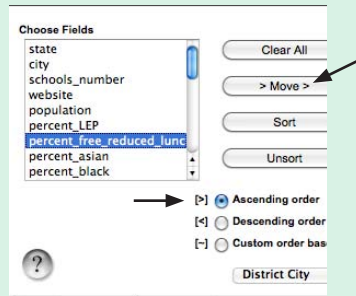 Choose Fields
state
city
schools_number
website
population
percent_LEP
percent_free_reduced_lunc
percent_asian
percent_black
Clear All
> Move >
Sort
Unsort
[>] Ascending order
[<] Descending order
[~] Custom order bas
?
District City